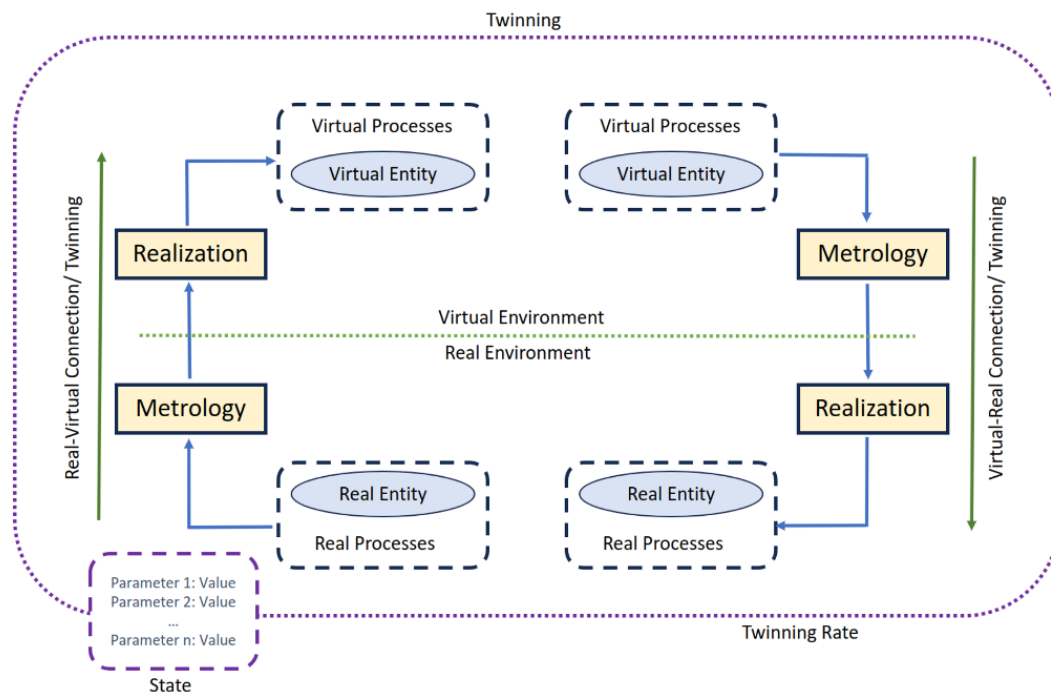 Twinning
Virtual Processes
Virtual Entity
Virtual Processes
Virtual Entity
Real-Virtual Connection/ Twinning
Realization
Metrology
Virtual-Real Connection/ Twinning
Virtual Environment
Real Environment
Metrology
Realization
Real Entity
Real Processes
Real Entity
Real Processes
Parameter 1: Value
Parameter 2: Value
...
Parameter n: Value
State
Twinning Rate